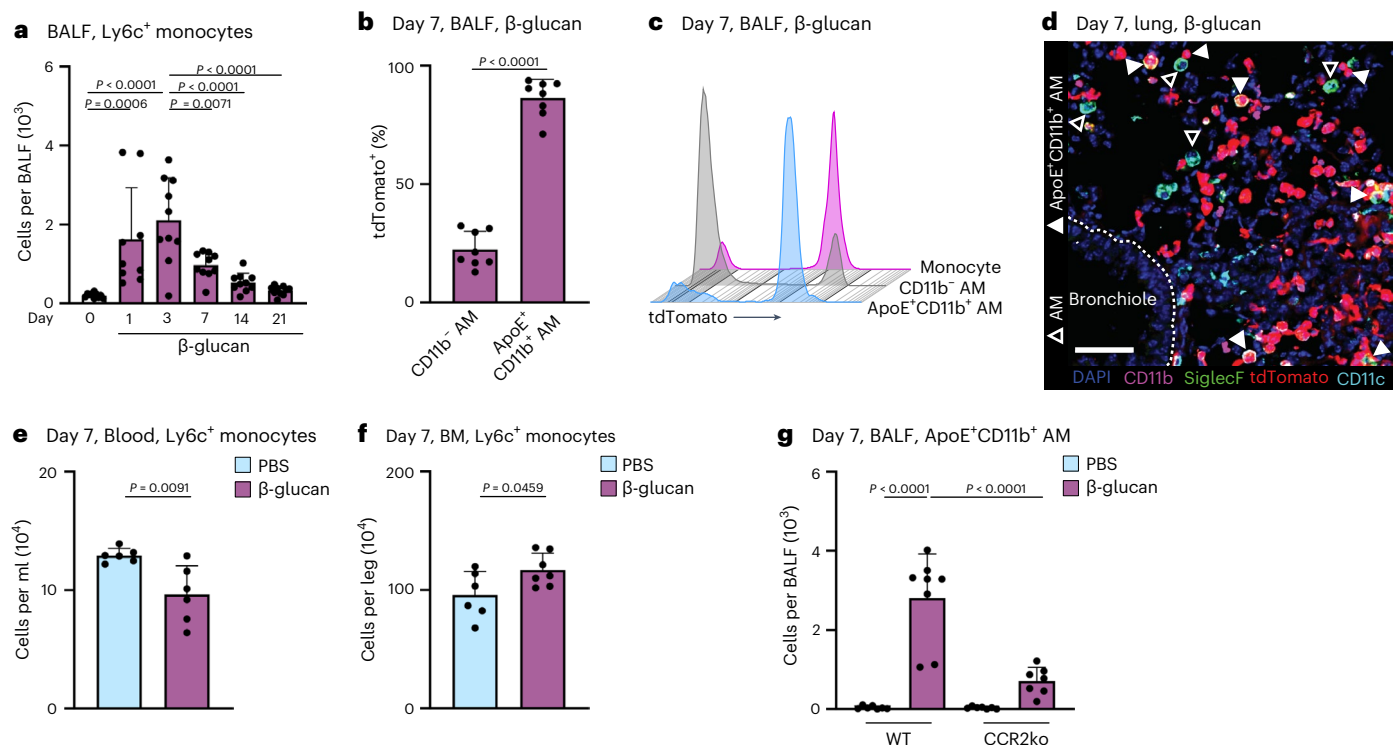 a BALF, Ly6c⁺ monocytes
Cells per BALF (10³)
6
4
2
0
P < 0.0001
P < 0.0001
P < 0.0001
P = 0.0006
P = 0.0071
Day 0 1 3 7 14 21
β-glucan
b Day 7, BALF, β-glucan
tdTomato⁺ (%)
100
50
0
P < 0.0001
CD11b⁻ AM
ApoE⁺
CD11b⁺ AM
c Day 7, BALF, β-glucan
Monocyte
CD11b⁻ AM
ApoE⁺CD11b⁺ AM
tdTomato
d Day 7, lung, β-glucan
AM
ApoE⁺CD11b⁺ AM
Bronchiole
DAPI CD11b SiglecF tdTomato CD11c
e Day 7, Blood, Ly6c⁺ monocytes
PBS
β-glucan
Cells per ml (10⁴)
20
10
0
P = 0.0091
f Day 7, BM, Ly6c⁺ monocytes
PBS
β-glucan
Cells per leg (10⁴)
200
100
0
P = 0.0459
g Day 7, BALF, ApoE⁺CD11b⁺ AM
PBS
β-glucan
Cells per BALF (10³)
6
4
2
0
P < 0.0001
P < 0.0001
WT CCR2ko